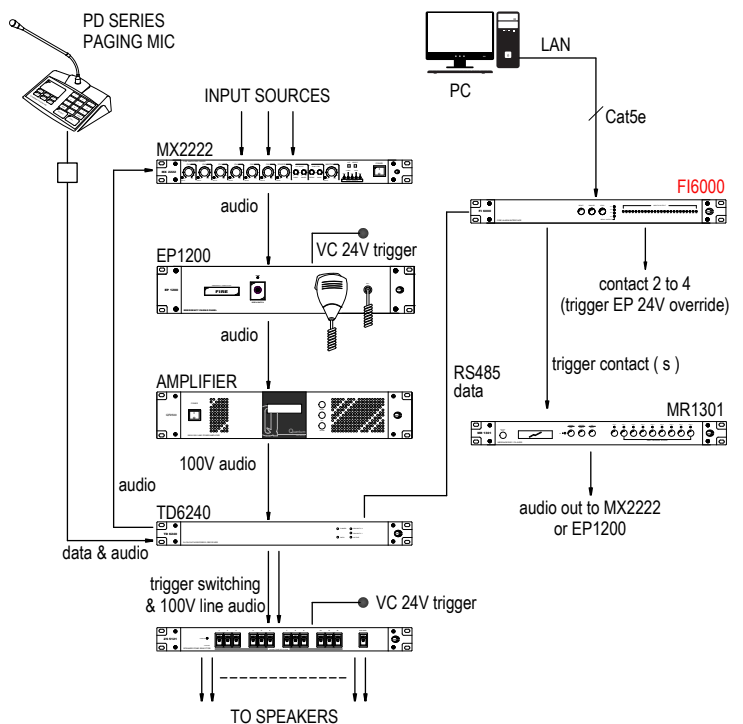 PD SERIES
PAGING MIC
LAN
PC
INPUT SOURCES
Cat5e
MX2222
FI6000
audio
VC 24V trigger
EP1200
EP 1200
FIRE
contact 2 to 4
(trigger EP 24V override)
audio
RS485
data
trigger contact ( s )
AMPLIFIER
MR1301
100V audio
audio
audio out to MX2222
or EP1200
TD6240
data & audio
trigger switching
& 100V line audio
VC 24V trigger
TO SPEAKERS